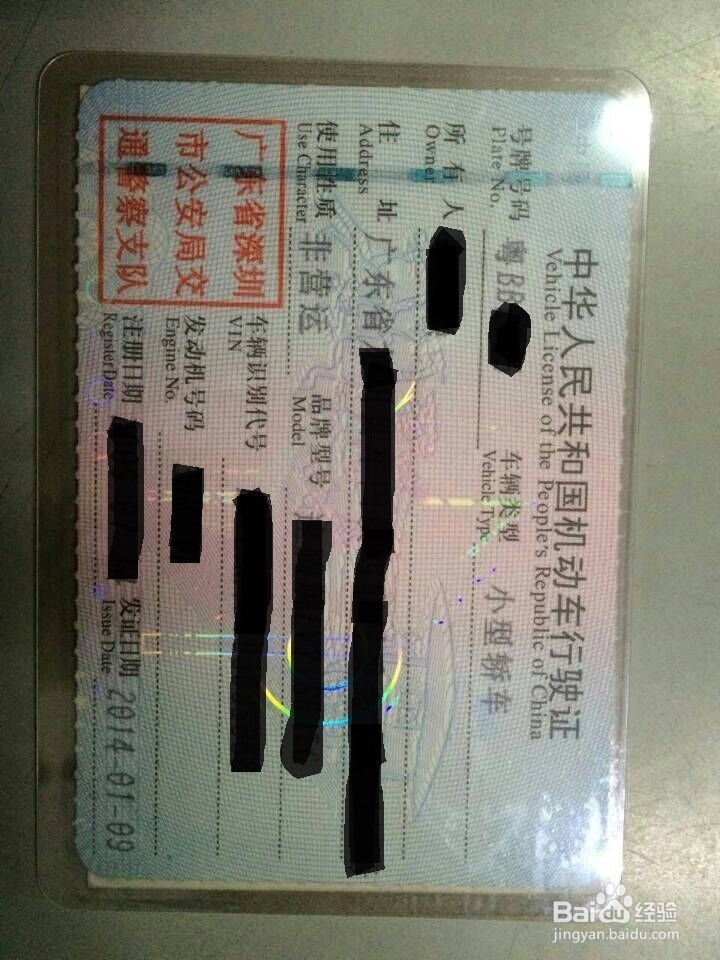 中华人民共和国机动车行驶证
Vehicle License of the People's Republic of China
号牌号码 粤BR 车辆类型 小型轿车
Plate No. Vehicle Type
所有人
Owner
住址 广东省
Address
使用性质 非营运 品牌型号
Use Character Model
广东省深圳
市公安局交
通警察支队
车辆识别代号
VIN
发动机号码
Engine No.
注册日期 发证日期 2014-01-09
Register Date Issue Date
Baidu 经验
jingyan.baidu.com